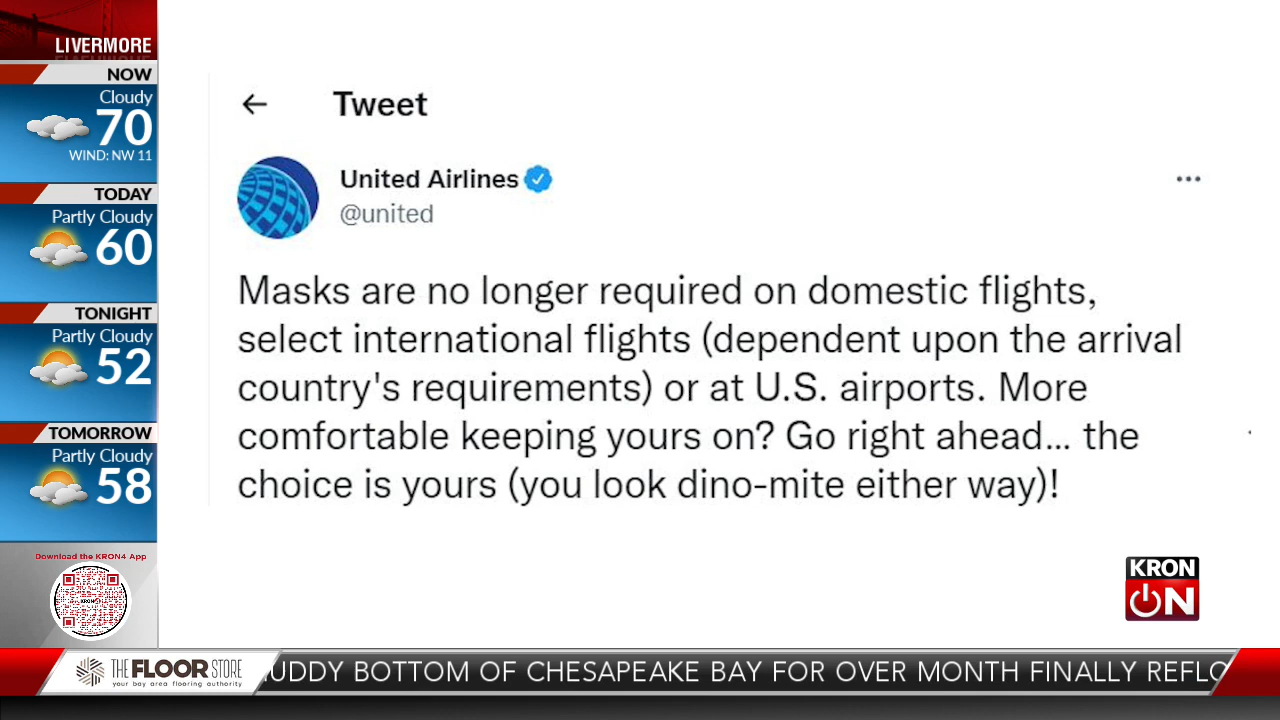 LIVERMORE
NOW
Cloudy
70
WIND: NW 11
TODAY
Partly Cloudy
60
TONIGHT
Partly Cloudy
52
TOMORROW
Partly Cloudy
58
Download the KRON4 App
Tweet
United Airlines
@united
Masks are no longer required on domestic flights,
select international flights (dependent upon the arrival
country's requirements) or at U.S. airports. More
comfortable keeping yours on? Go right ahead... the
choice is yours (you look dino-mite either way)!
KRON
ON
THE FLOOR STORE
your bay area flooring authority
BOTTOM OF CHESAPEAKE BAY FOR OVER MONTH FINALLY